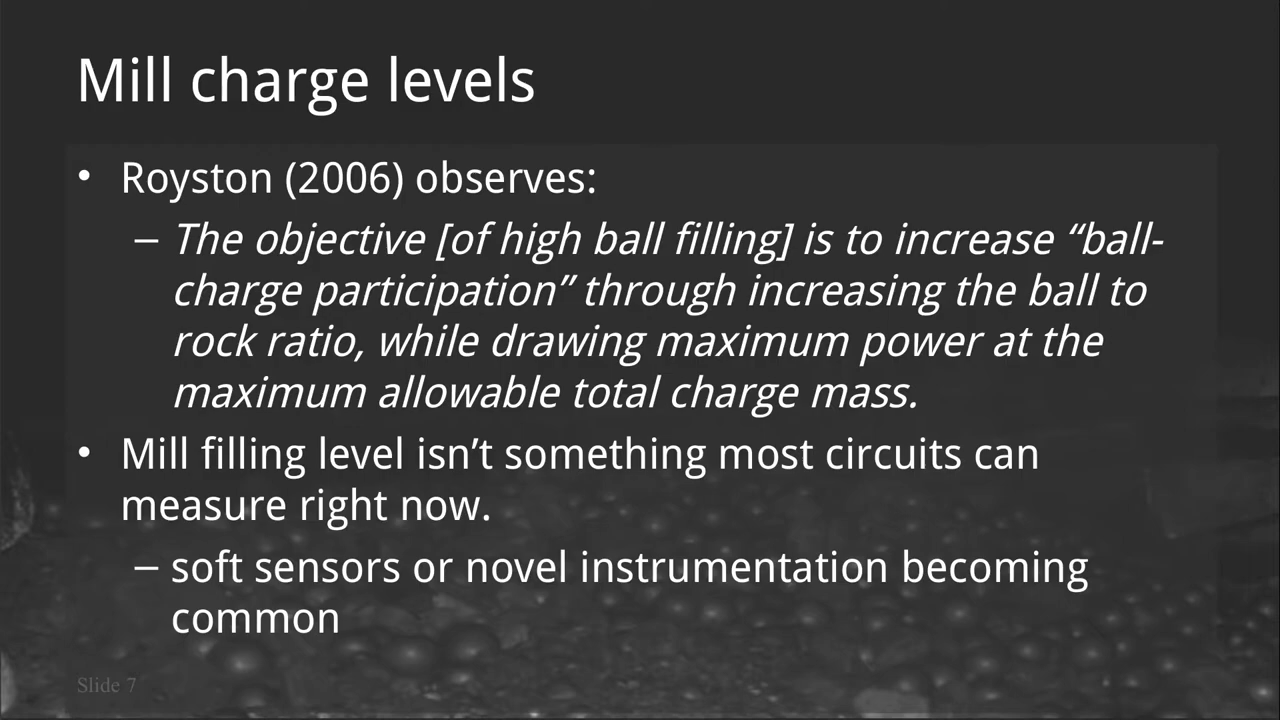 Mill charge levels
• Royston (2006) observes:
– The objective [of high ball filling] is to increase “ball-
charge participation” through increasing the ball to
rock ratio, while drawing maximum power at the
maximum allowable total charge mass.
• Mill filling level isn’t something most circuits can
measure right now.
– soft sensors or novel instrumentation becoming
common
Slide 7